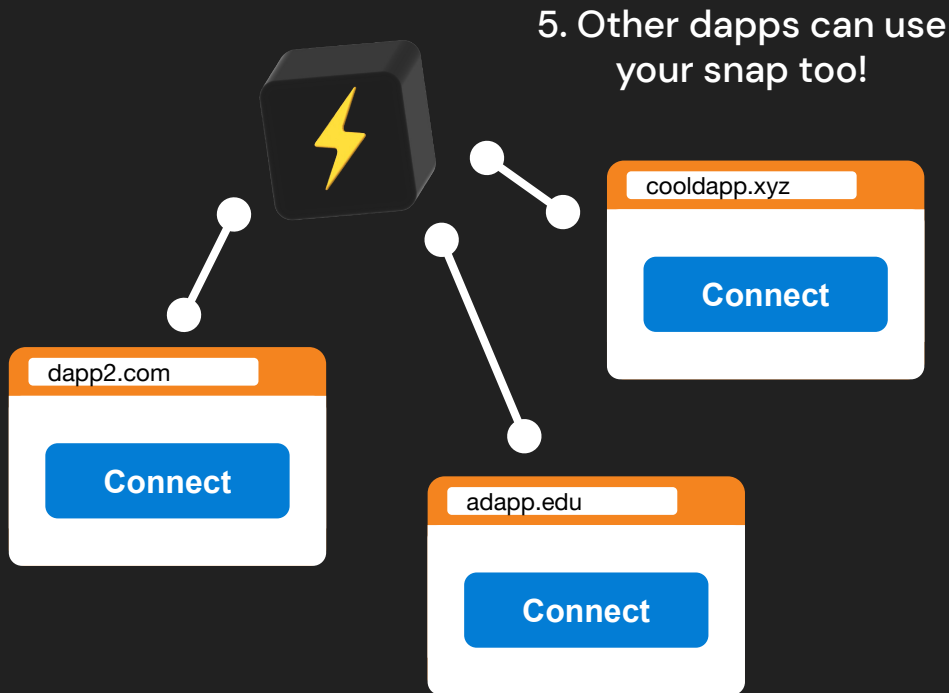 5. Other dapps can use
your snap too!
cooldapp.xyz
Connect
dapp2.com
Connect
adapp.edu
Connect